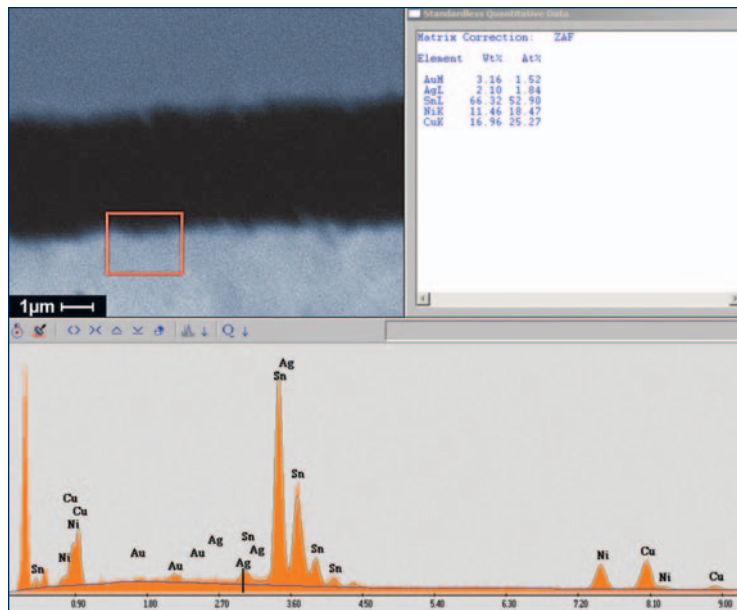 Standardless Quantitative Data
Matrix Correction: ZAF
Element Wt% At%
AuM 3.16 1.52
AgL 2.10 1.84
SnL 66.32 52.90
NiK 11.46 18.47
CuK 16.96 25.27
1µm
Q
Ag
Sn
Sn
Cu
Cu
Ni
Ni
Sn
Au
Au
Au
Ag
Sn
Ag
Ag
Sn
Sn
Ni
Cu
Ni
Cu
0.90 1.80 2.70 3.60 4.50 5.40 6.30 7.20 8.10 9.00